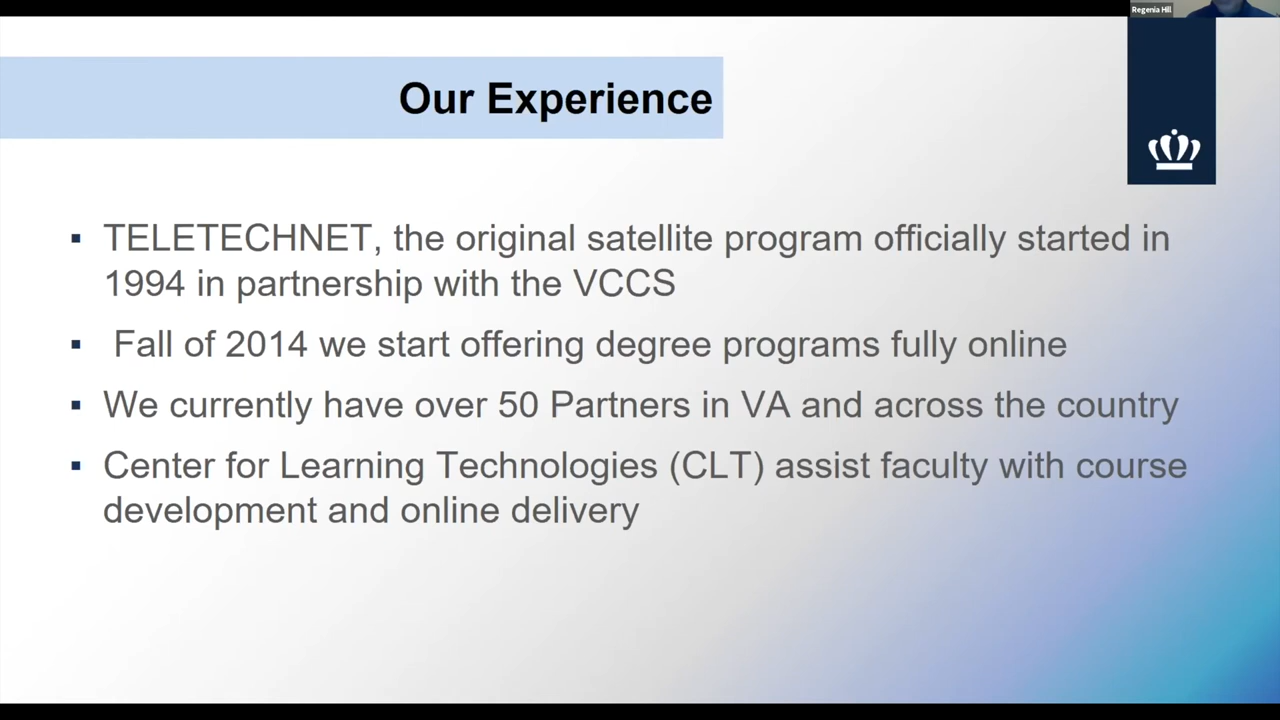 Regenia Hill
Our Experience
▪ TELETECHNET, the original satellite program officially started in
1994 in partnership with the VCCS
▪ Fall of 2014 we start offering degree programs fully online
▪ We currently have over 50 Partners in VA and across the country
▪ Center for Learning Technologies (CLT) assist faculty with course
development and online delivery